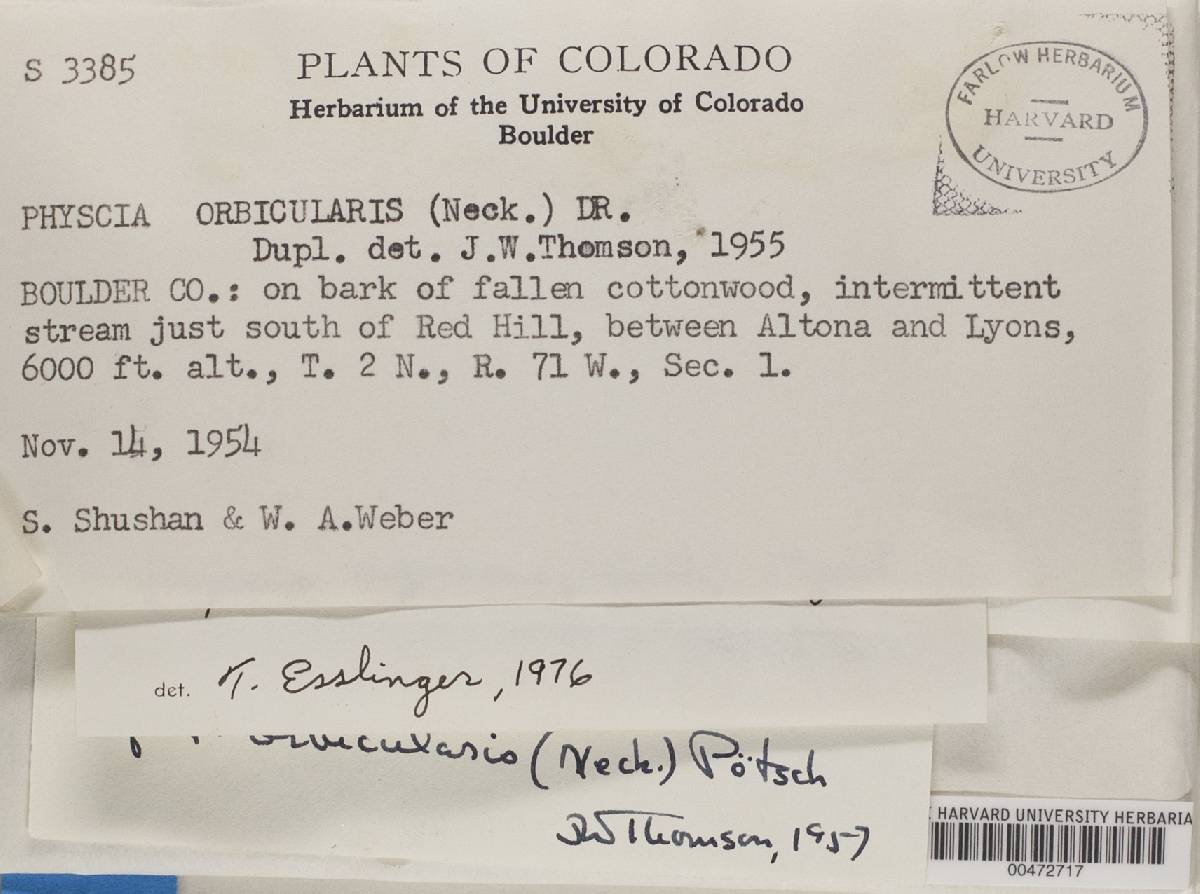 S 3385
PLANTS OF COLORADO
Herbarium of the University of Colorado
Boulder
FARLOW HERBARIUM
HARVARD
UNIVERSITY
PHYSCIA ORBICULARIS (Neck.) DR.
Dupl. det. J.W.Thomson, 1955
BOULDER CO.: on bark of fallen cottonwood, intermittent
stream just south of Red Hill, between Altona and Lyons,
6000 ft. alt., T. 2 N., R. 71 W., Sec. 1.
Nov. 14, 1954
S. Shushan & W. A.Weber
det. T. Esslinger, 1976
orbicularis (Neck.) Pötsch
JW Thomson, 1957
HARVARD UNIVERSITY HERBARIA
00472717